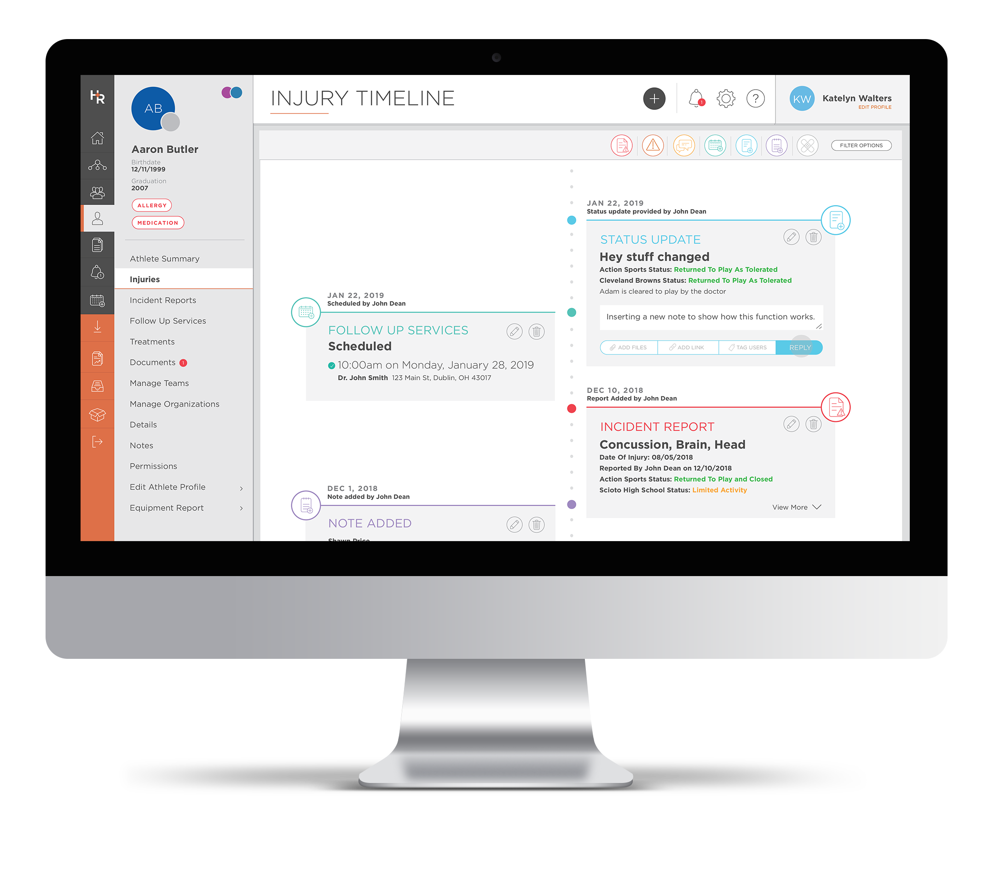 H+R
AB
Aaron Butler
Birthdate
12/11/1999
Graduation
2007
ALLERGY
MEDICATION
Athlete Summary
Injuries
Incident Reports
Follow Up Services
Treatments
Documents 1
Manage Teams
Manage Organizations
Details
Notes
Permissions
Edit Athlete Profile
Equipment Report
1
INJURY TIMELINE
1
?
KW
Katelyn Walters
EDIT PROFILE
FILTER OPTIONS
JAN 22, 2019
Status update provided by John Dean
STATUS UPDATE
Hey stuff changed
Action Sports Status: Returned To Play As Tolerated
Cleveland Browns Status: Returned To Play As Tolerated
Adam is cleared to play by the doctor
Inserting a new note to show how this function works.
ADD FILES
ADD LINK
TAG USERS
REPLY
JAN 22, 2019
Scheduled by John Dean
FOLLOW UP SERVICES
Scheduled
10:00am on Monday, January 28, 2019
Dr. John Smith 123 Main St, Dublin, OH 43017
DEC 10, 2018
Report Added by John Dean
INCIDENT REPORT
Concussion, Brain, Head
Date Of Injury: 08/05/2018
Reported By John Dean on 12/10/2018
Action Sports Status: Returned To Play and Closed
Scioto High School Status: Limited Activity
View More
DEC 1, 2018
Note added by John Dean
NOTE ADDED
Shawn Price